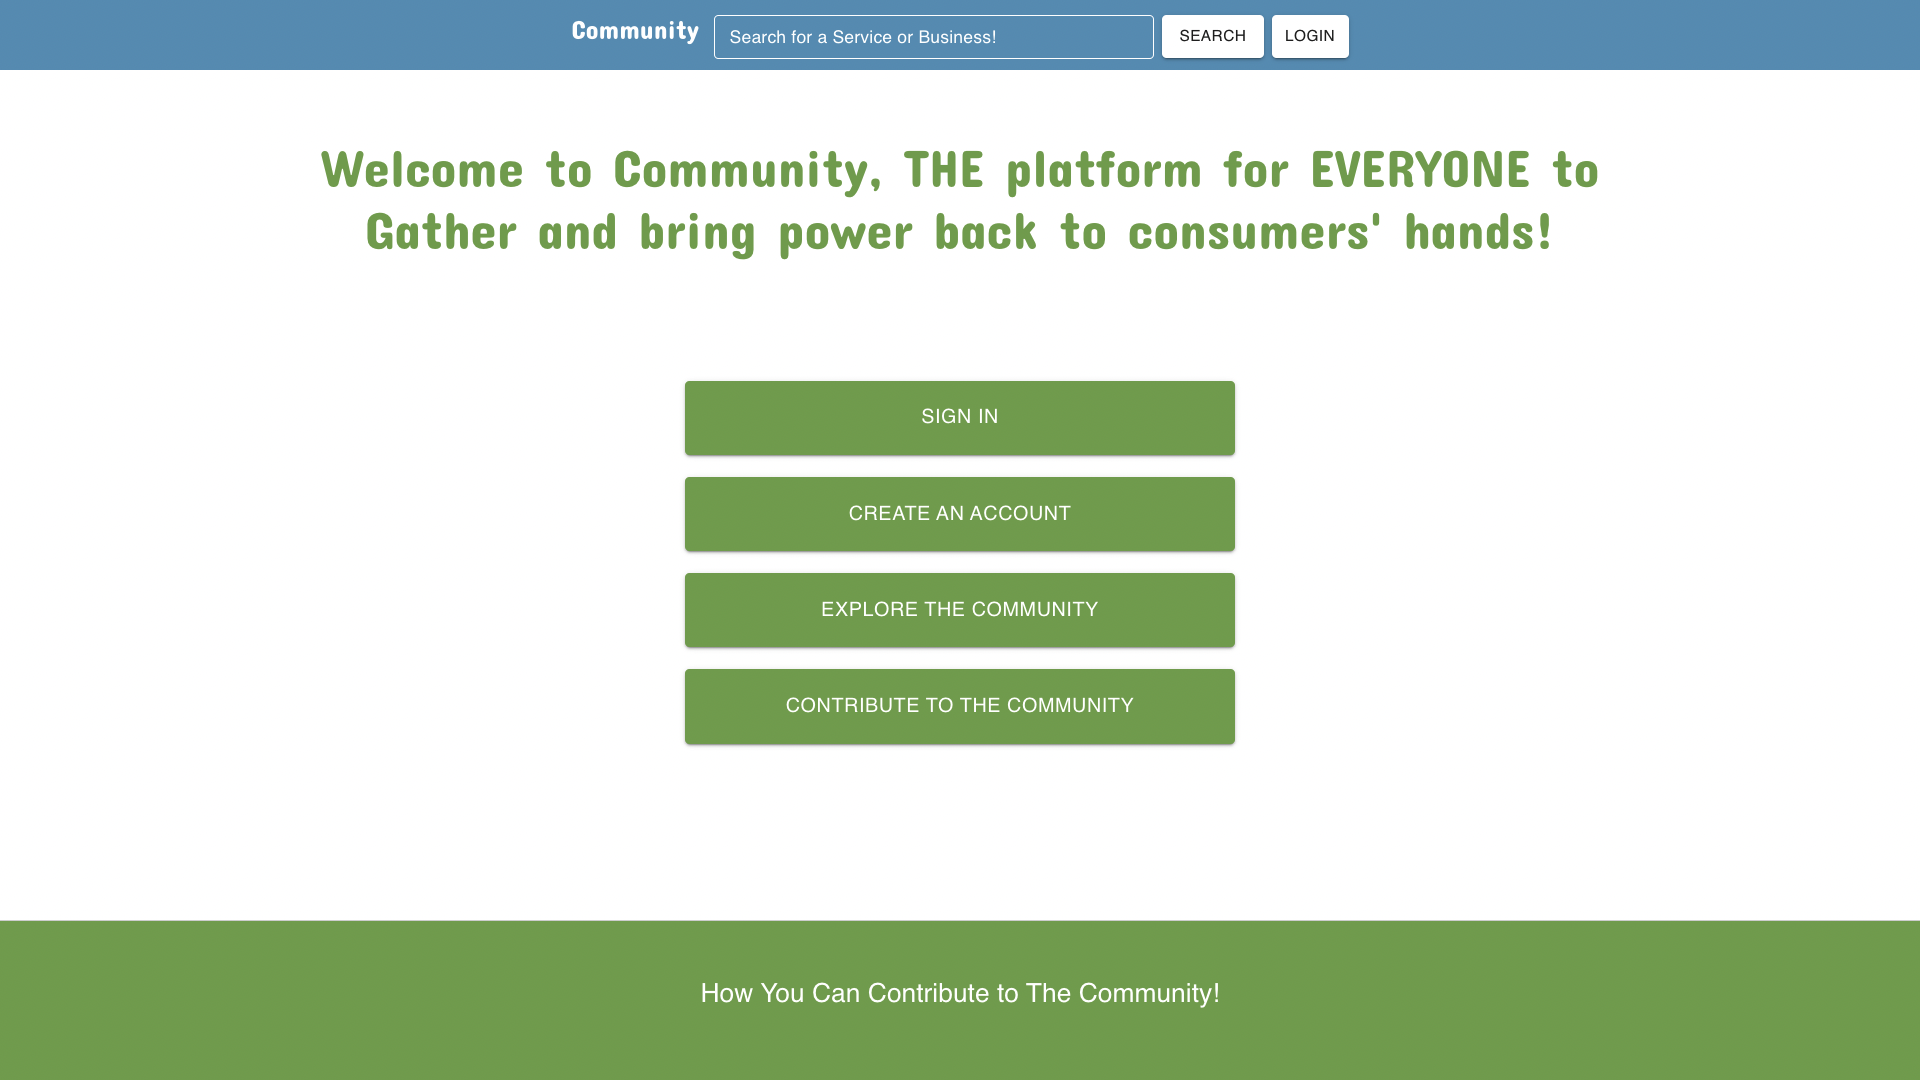 Community
Search for a Service or Business!
SEARCH
LOGIN
Welcome to Community, THE platform for EVERYONE to
Gather and bring power back to consumers' hands!
SIGN IN
CREATE AN ACCOUNT
EXPLORE THE COMMUNITY
CONTRIBUTE TO THE COMMUNITY
How You Can Contribute to The Community!